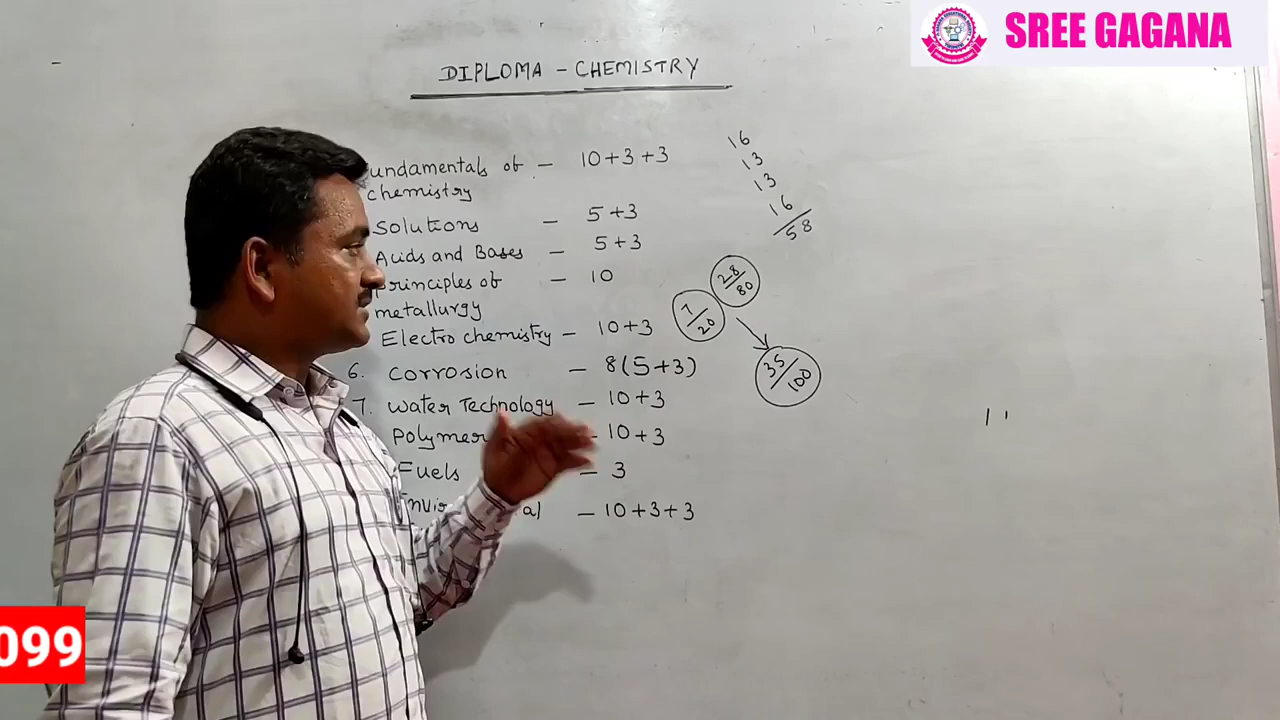 SREE GAGANA
DIPLOMA - CHEMISTRY
undamentals of - 10+3+3
chemistry
Solutions - 5+3
Acids and Bases - 5+3
principles of - 10
metallurgy
Electro chemistry - 10+3
6. Corrosion - 8(5+3)
7. Water Technology - 10+3
Polymer - 10+3
Fuels - 3
- 10+3+3
16
13
13
16
58
28/80
7/20
35/100
099